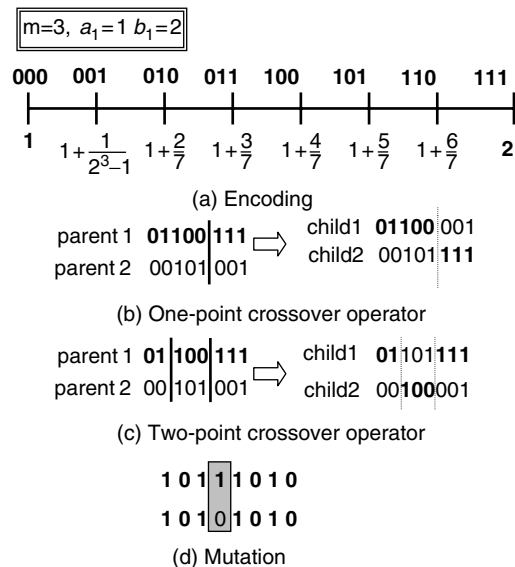 m=3, a₁=1 b₁=2
000 001 010 011 100 101 110 111
1 1+1/(2³−1) 1+2/7 1+3/7 1+4/7 1+5/7 1+6/7 2
(a) Encoding
parent 1 01100 111 child1 01100 001
parent 2 00101 001 child2 00101 111
(b) One-point crossover operator
parent 1 01 100 111 child1 01 101 111
parent 2 00 101 001 child2 00 100 001
(c) Two-point crossover operator
1 0 1 1 1 0 1 0
1 0 1 0 1 0 1 0
(d) Mutation